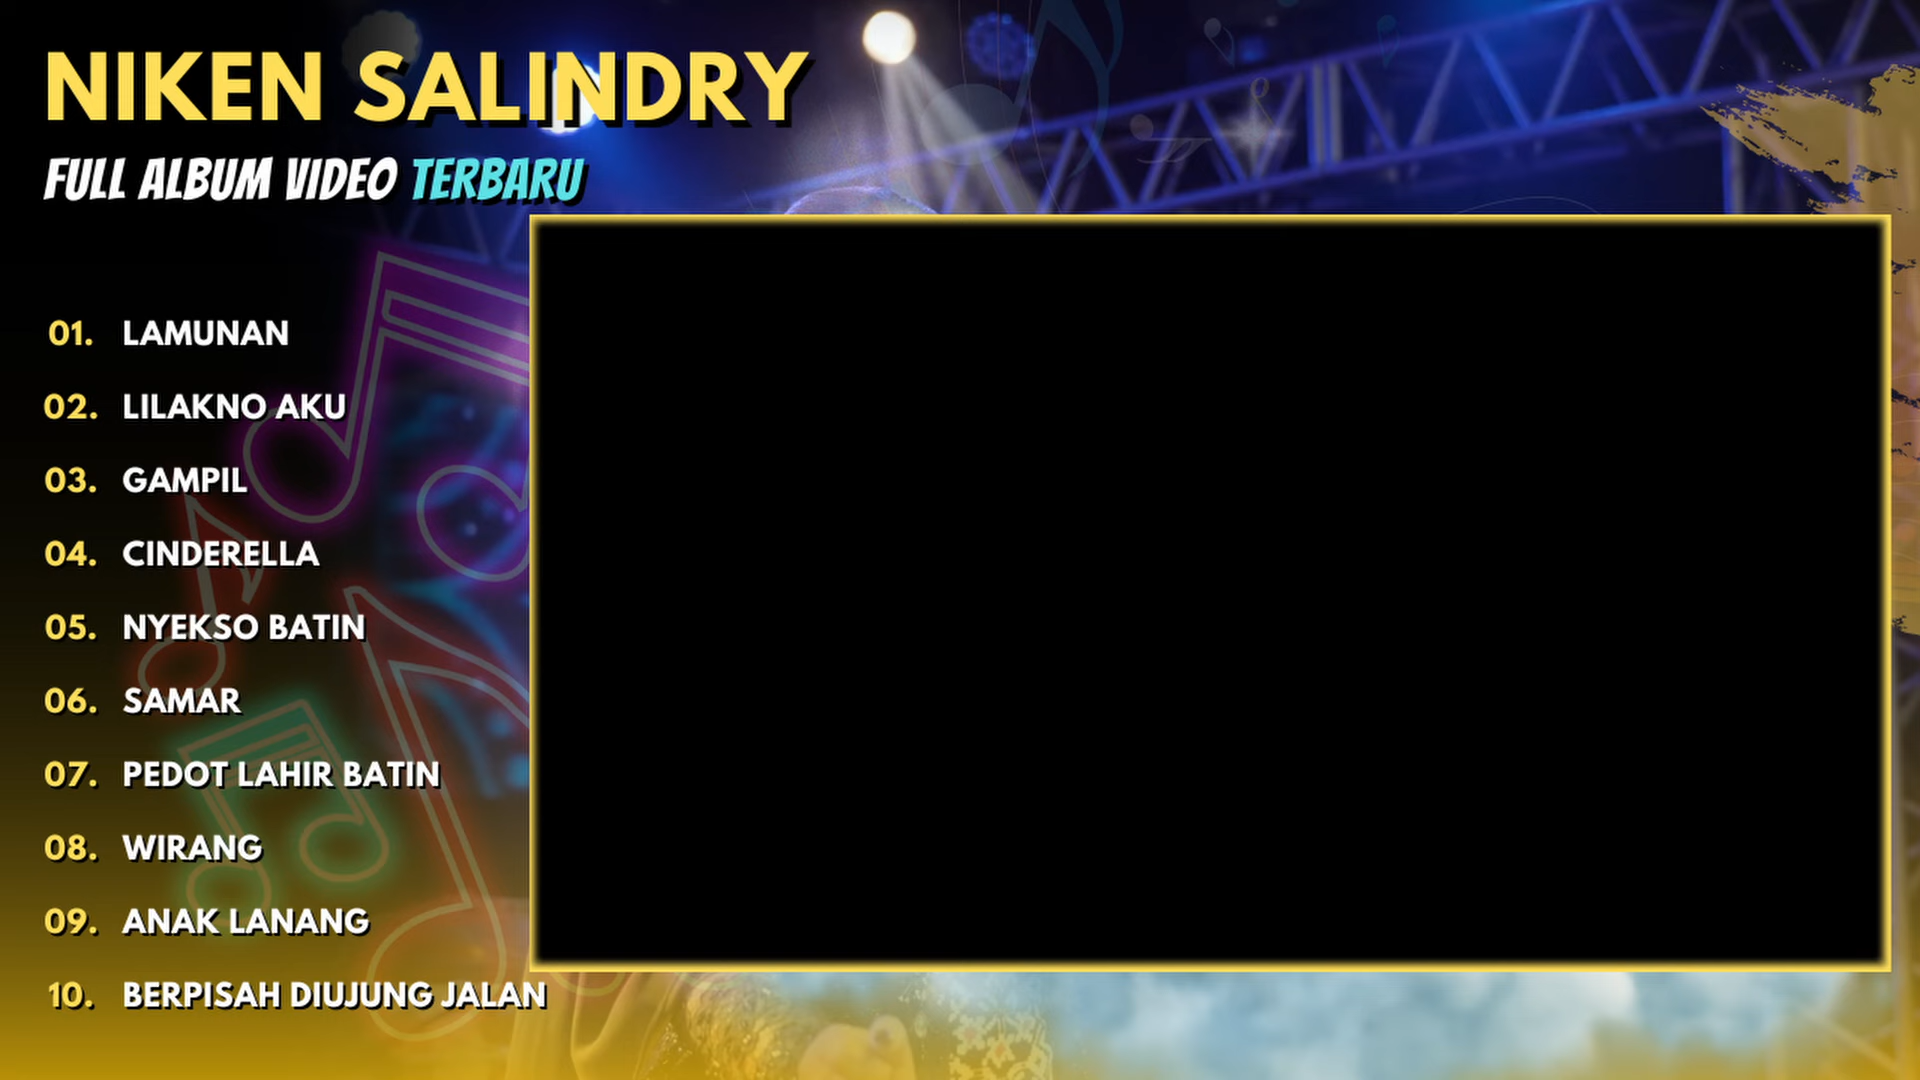 NIKEN SALINDRY
FULL ALBUM VIDEO TERBARU
01. LAMUNAN
02. LILAKNO AKU
03. GAMPIL
04. CINDERELLA
05. NYEKSO BATIN
06. SAMAR
07. PEDOT LAHIR BATIN
08. WIRANG
09. ANAK LANANG
10. BERPISAH DIUJUNG JALAN